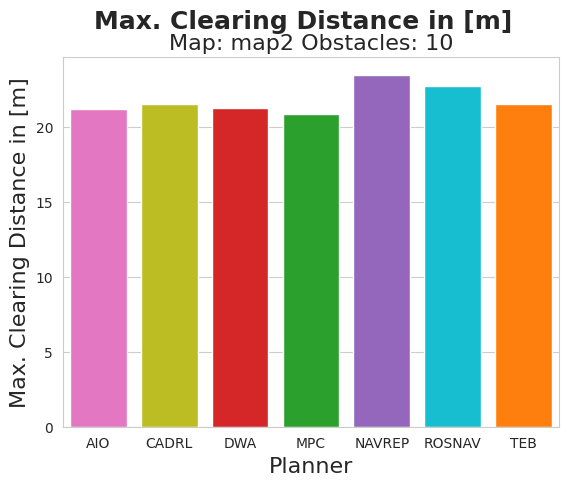 Max. Clearing Distance in [m]
Map: map2 Obstacles: 10
Max. Clearing Distance in [m]
20
15
10
5
0
AIO CADRL DWA MPC NAVREP ROSNAV TEB
Planner